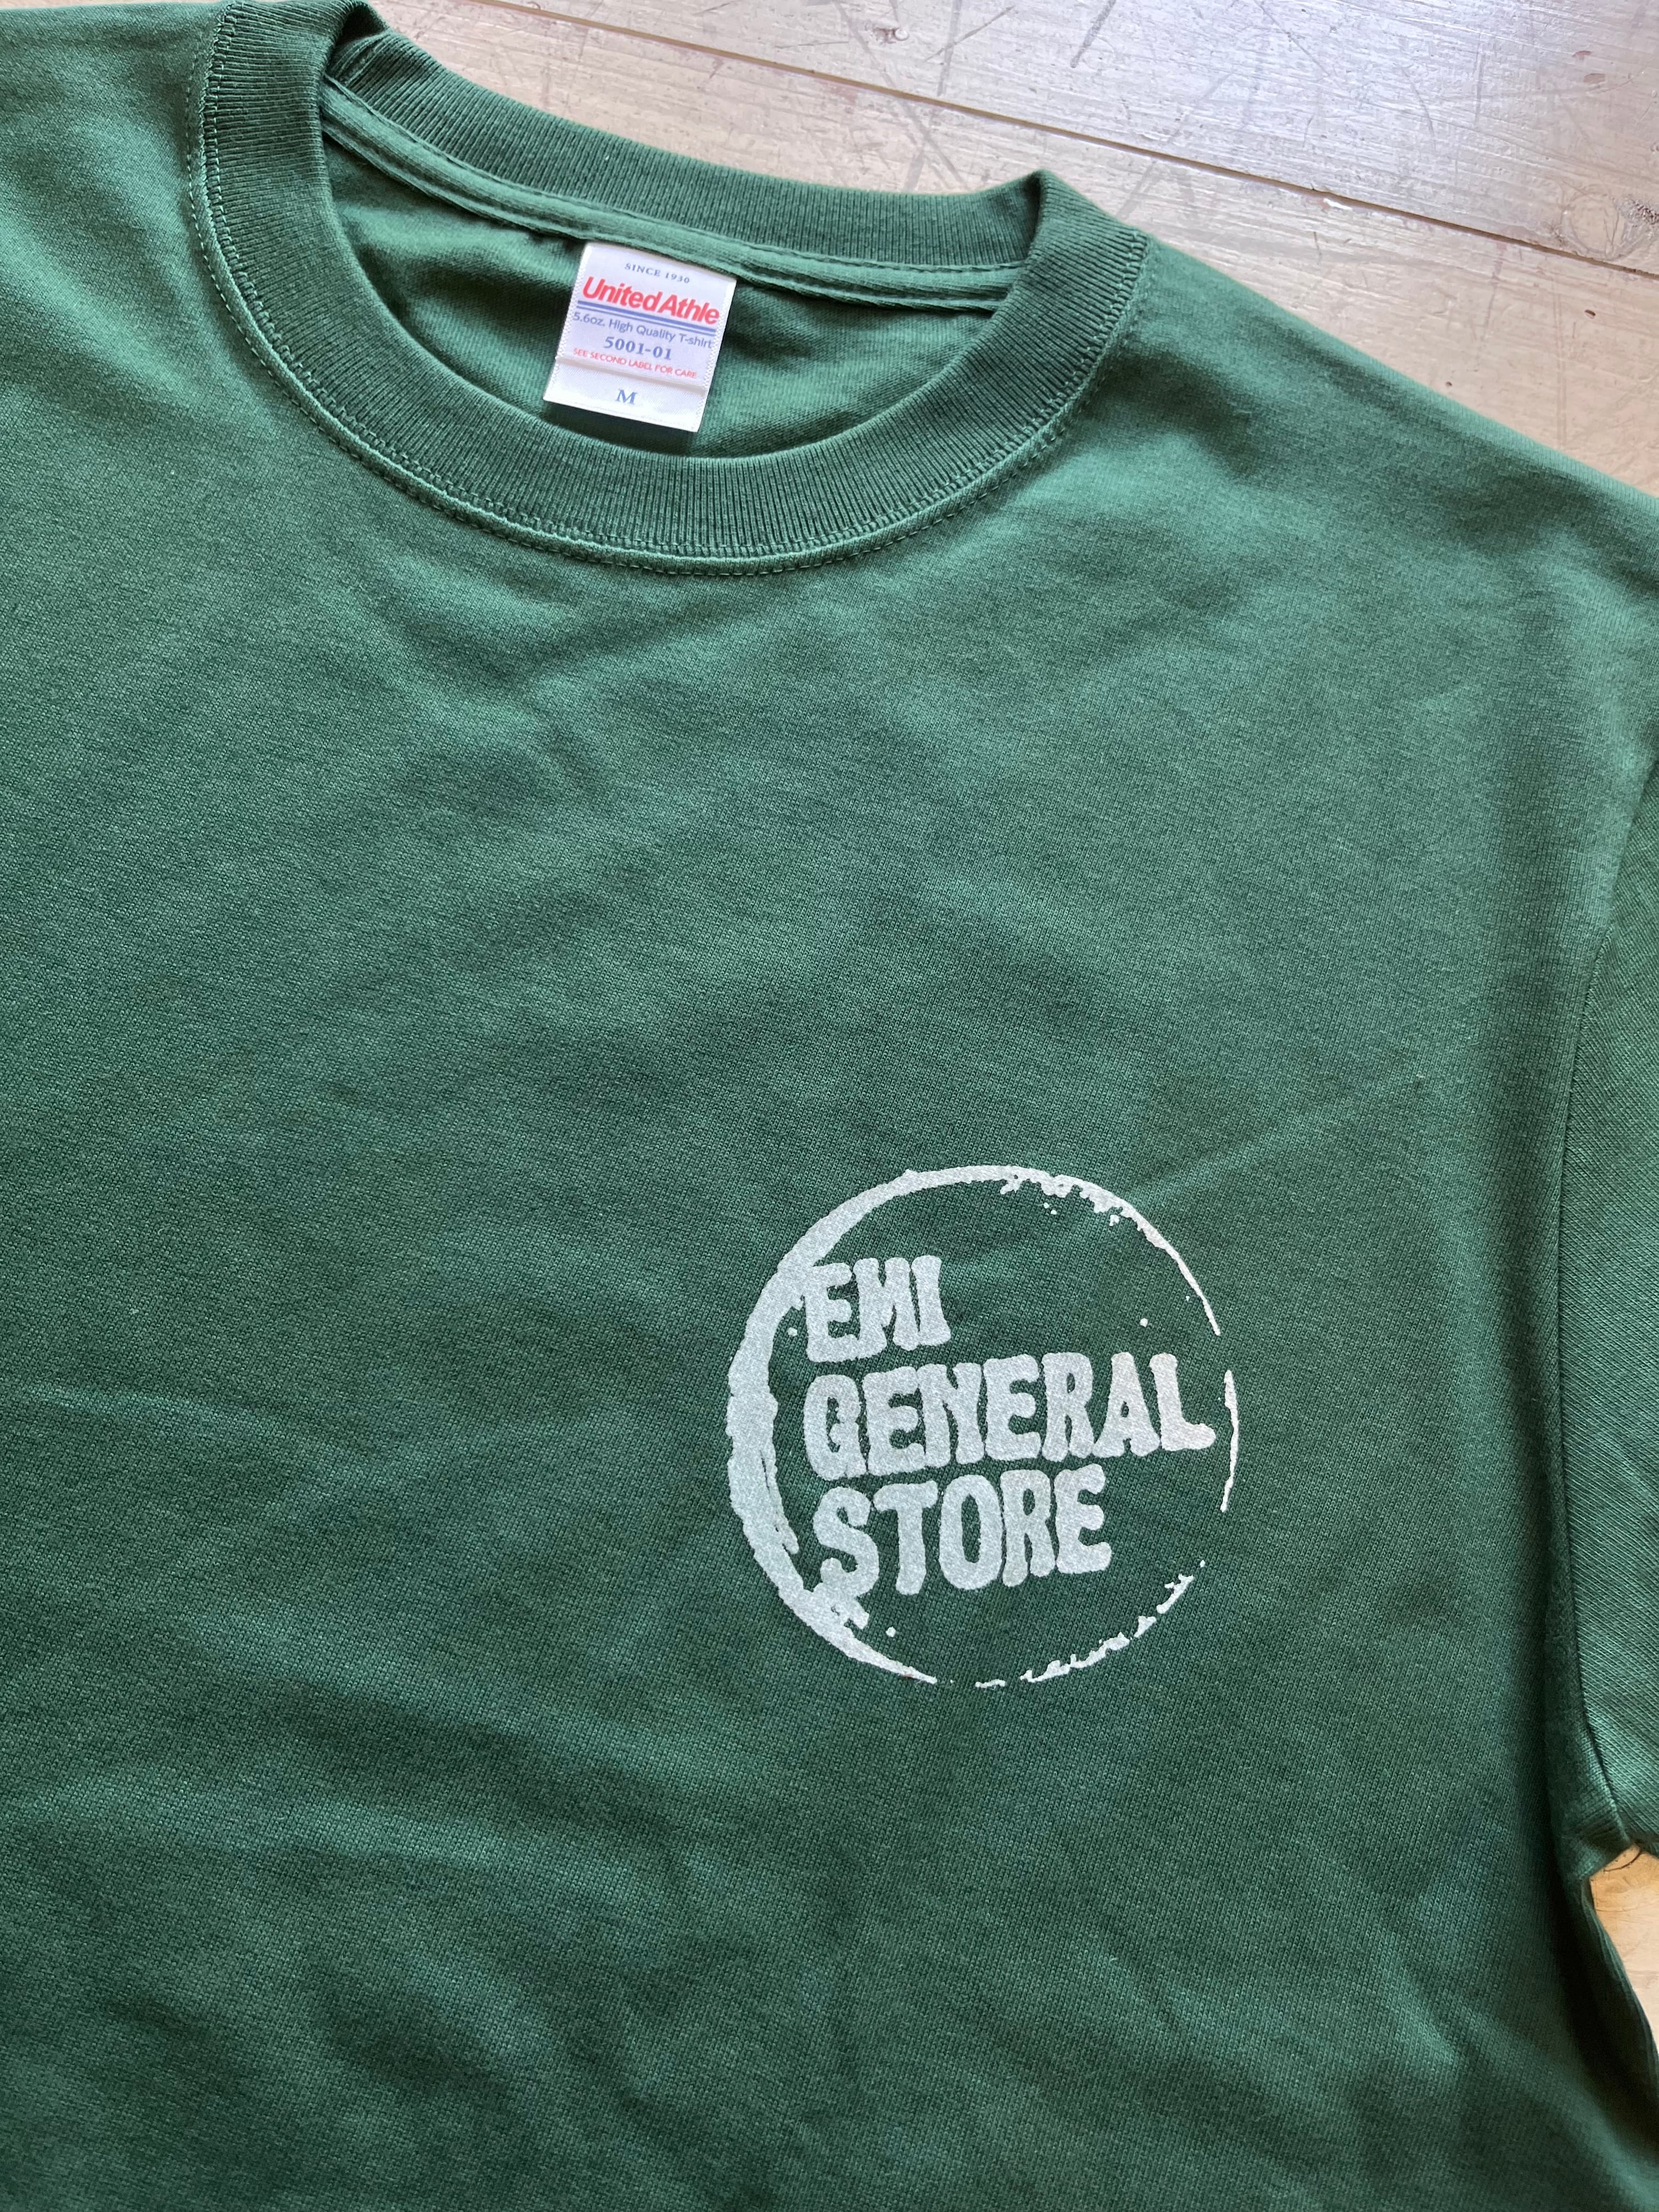 SINCE 1930
United Athle
5.6oz. High Quality T-shirt
5001-01
SEE SECOND LABEL FOR CARE
M
EMI
GENERAL
STORE